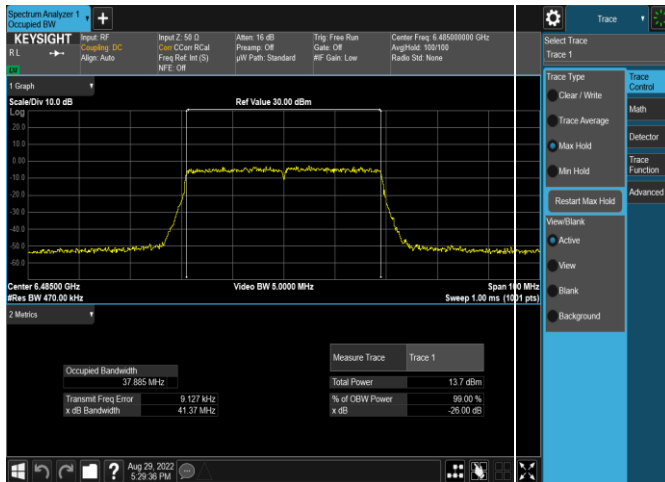 Spectrum Analyzer 1
Occupied BW
+
KEYSIGHT
RL
Input: RF
Coupling: DC
Align: Auto
Input Z: 50 Ω
Corr CCorr RCal
Freq Ref: Int (S)
NFE: Off
Atten: 16 dB
Preamp: Off
µW Path: Standard
Trig: Free Run
Gate: Off
#IF Gain: Low
Center Freq: 6.485000000 GHz
Avg|Hold: 100/100
Radio Std: None
1 Graph
Scale/Div 10.0 dB
Ref Value 30.00 dBm
Log
20.0
10.0
0.00
-10.0
-20.0
-30.0
-40.0
-50.0
-60.0
Center 6.48500 GHz
#Res BW 470.00 kHz
Video BW 5.0000 MHz
Span 100 MHz
Sweep 1.00 ms (1001 pts)
2 Metrics
Occupied Bandwidth
37.885 MHz
Transmit Freq Error 9.127 kHz
x dB Bandwidth 41.37 MHz
Measure Trace Trace 1
Total Power 13.7 dBm
% of OBW Power 99.00 %
x dB -26.00 dB
?
Aug 29, 2022
5:29:36 PM
Trace
Select Trace
Trace 1
Trace Type
Clear / Write
Trace Average
Max Hold
Min Hold
Restart Max Hold
View/Blank
Active
View
Blank
Background
Trace
Control
Math
Detector
Trace
Function
Advanced